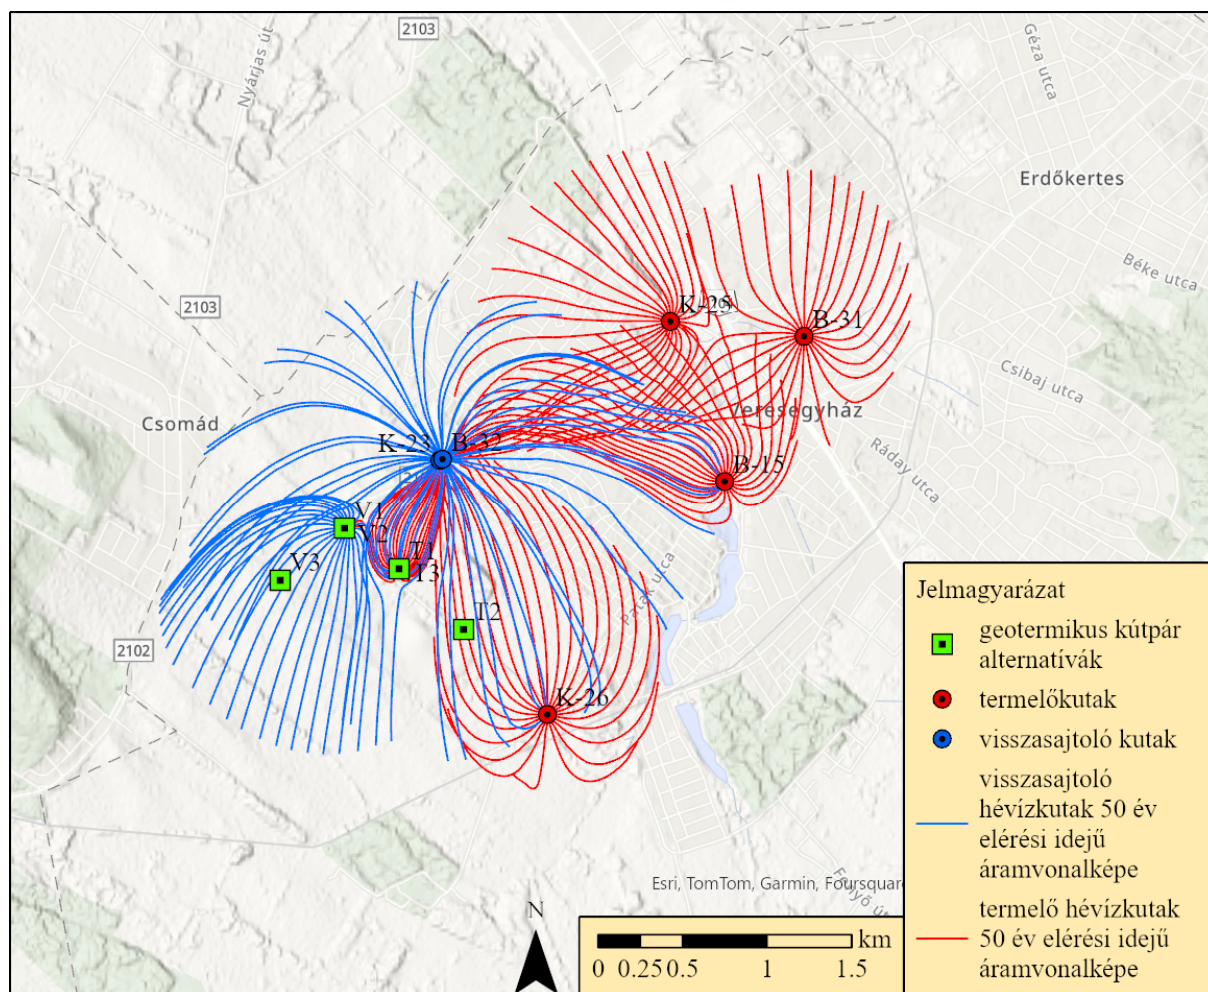 2103
Nyárjas út
Géza utca
Erdőkertes
Béke utca
2103
K-25
B-31
Csibaj utca
Csomád
Veresegyház
K-23
B-32
B-15
Ráday utca
V1
V2
V3
T1
T3
T2
Patak utca
2102
K-26
Jelmagyarázat
geotermikus kútpár
alternatívák
termelőkutak
visszasajtoló kutak
visszasajtoló
hévízkutak 50 év
elérési idejű
áramvonalképe
termelő hévízkutak
50 év elérési idejű
áramvonalképe
Esri, TomTom, Garmin, Foursquare
N
km
0 0.25 0.5 1 1.5